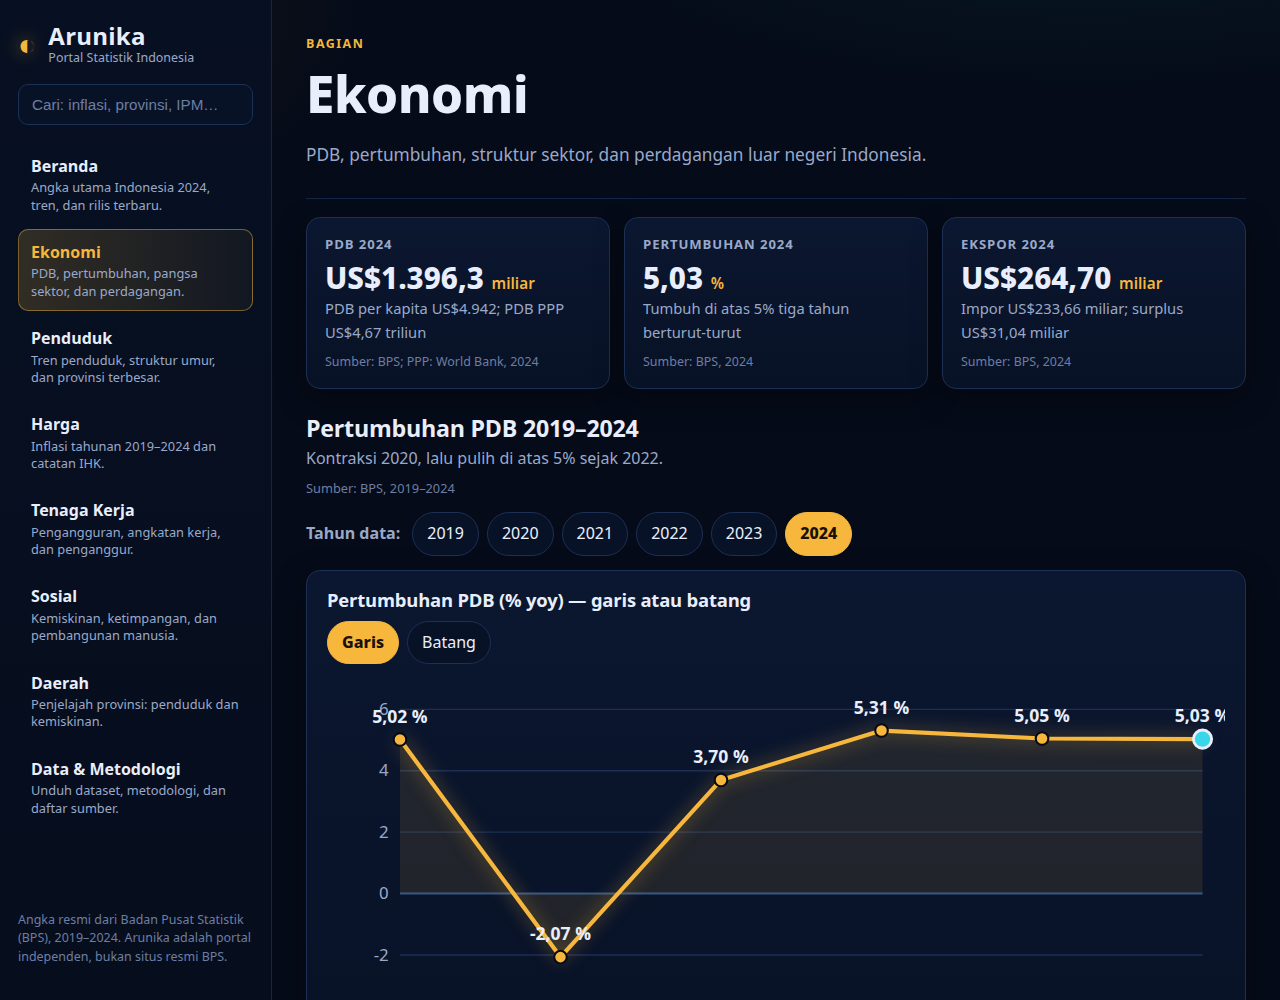 Arunika
Portal Statistik Indonesia
Cari: inflasi, provinsi, IPM…
Beranda
Angka utama Indonesia 2024,
tren, dan rilis terbaru.
Ekonomi
PDB, pertumbuhan, pangsa
sektor, dan perdagangan.
Penduduk
Tren penduduk, struktur umur,
dan provinsi terbesar.
Harga
Inflasi tahunan 2019–2024 dan
catatan IHK.
Tenaga Kerja
Pengangguran, angkatan kerja,
dan penganggur.
Sosial
Kemiskinan, ketimpangan, dan
pembangunan manusia.
Daerah
Penjelajah provinsi: penduduk dan
kemiskinan.
Data & Metodologi
Unduh dataset, metodologi, dan
daftar sumber.
Angka resmi dari Badan Pusat Statistik
(BPS), 2019–2024. Arunika adalah portal
independen, bukan situs resmi BPS.
BAGIAN
Ekonomi
PDB, pertumbuhan, struktur sektor, dan perdagangan luar negeri Indonesia.
PDB 2024
US$1.396,3 miliar
PDB per kapita US$4.942; PDB PPP
US$4,67 triliun
Sumber: BPS; PPP: World Bank, 2024
PERTUMBUHAN 2024
5,03 %
Tumbuh di atas 5% tiga tahun
berturut-turut
Sumber: BPS, 2024
EKSPOR 2024
US$264,70 miliar
Impor US$233,66 miliar; surplus
US$31,04 miliar
Sumber: BPS, 2024
Pertumbuhan PDB 2019–2024
Kontraksi 2020, lalu pulih di atas 5% sejak 2022.
Sumber: BPS, 2019–2024
Tahun data: 2019 2020 2021 2022 2023 2024
Pertumbuhan PDB (% yoy) — garis atau batang
Garis Batang
6
5,02 %
5,31 %
5,05 %
5,03 %
3,70 %
4
2
0
-2,07 %
-2